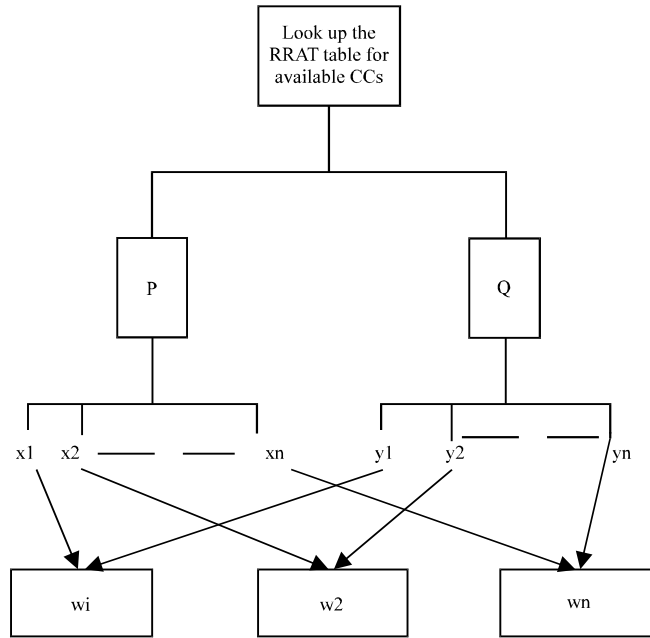 Look up the
RRAT table for
available CCs
P
Q
x1 x2 xn y1 y2 yn
wi w2 wn